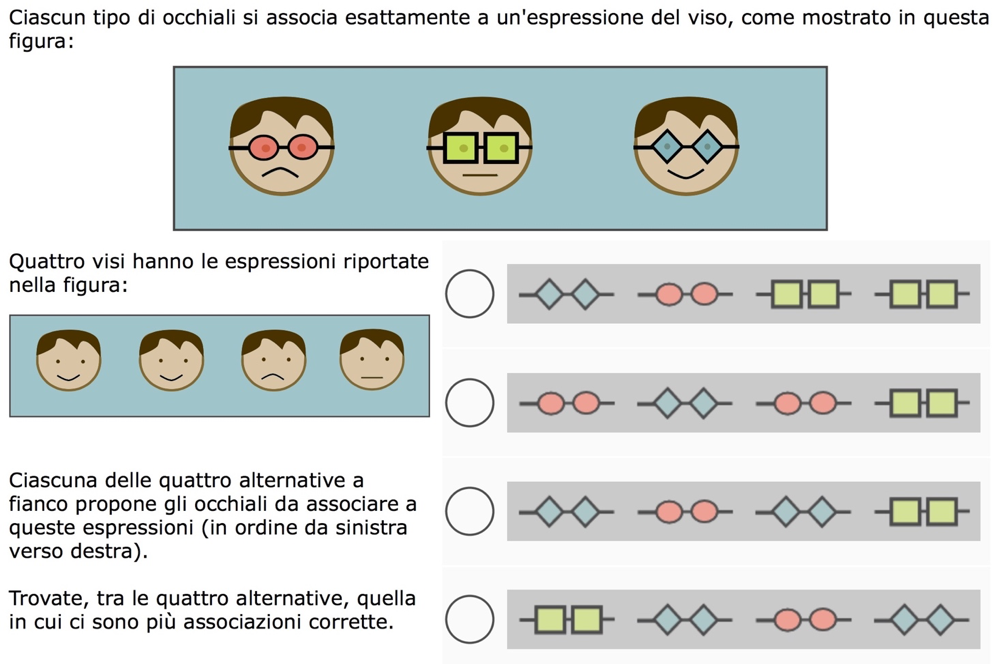 Ciascun tipo di occhiali si associa esattamente a un'espressione del viso, come mostrato in questa
figura:
Quattro visi hanno le espressioni riportate
nella figura:
Ciascuna delle quattro alternative a
fianco propone gli occhiali da associare a
queste espressioni (in ordine da sinistra
verso destra).
Trovate, tra le quattro alternative, quella
in cui ci sono più associazioni corrette.